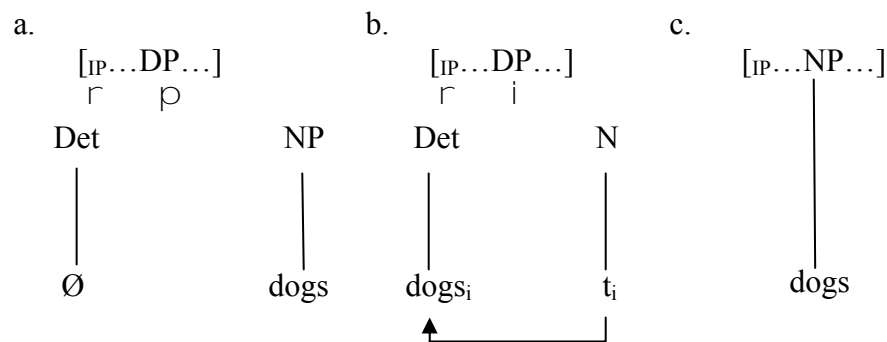 a. b. c.
[IP…DP…] [IP…DP…] [IP…NP…]
r p r i
Det NP Det N
Ø dogs dogsi ti dogs